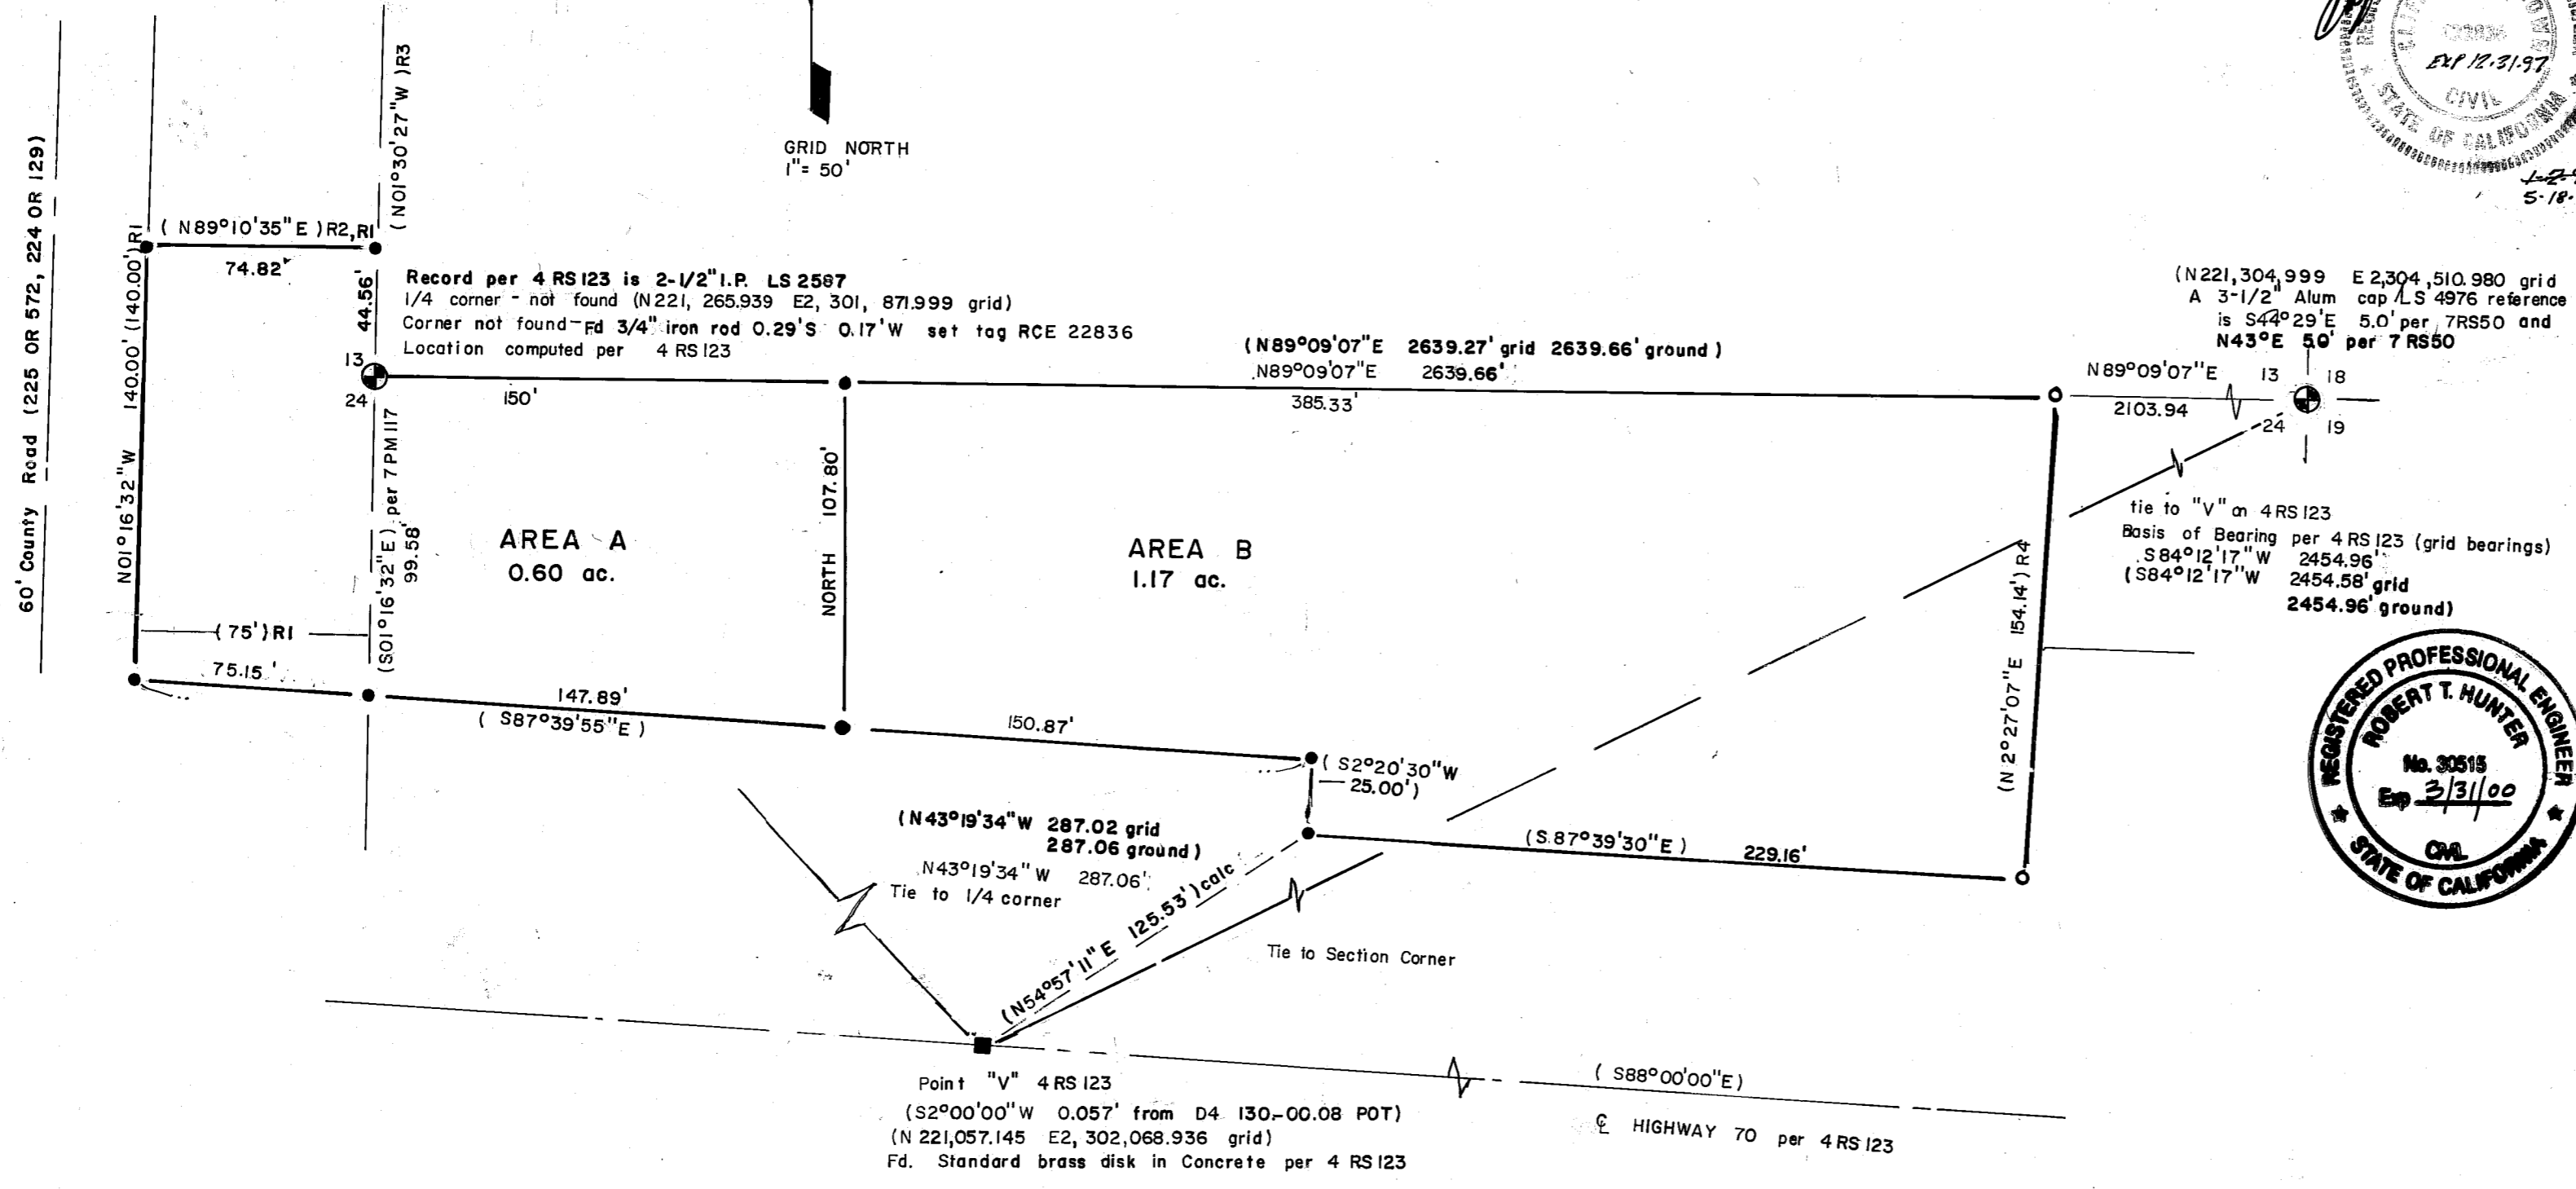 60' County Road (225 OR 572, 224 OR 129)
(N01°30'27"W)R3
GRID NORTH
1"= 50'
EXP 12.31.97
CIVIL
STATE OF CALIFORNIA
5-18-
(N89°10'35"E)R2,R1
74.82'
N01°16'32"W 140.00' (140.00')R1
44.56'
Record per 4 RS 123 is 2-1/2" I.P. LS 2587
1/4 corner - not found (N221, 265.939 E2, 301, 871.999 grid)
Corner not found-Fd 3/4" iron rod 0.29'S 0.17'W set tag RCE 22836
Location computed per 4 RS 123
13
24
150'
(N89°09'07"E 2639.27' grid 2639.66' ground)
N89°09'07"E 2639.66'
385.33'
(N221,304,999 E 2,304,510.980 grid
A 3-1/2" Alum cap LS 4976 reference
is S44°29'E 5.0' per 7RS50 and
N43°E 5.0' per 7 RS50
N89°09'07"E
2103.94
13 18
24 19
(S01°16'32"E) per 7 PM 117
99.58'
AREA A
0.60 ac.
NORTH 107.80'
AREA B
1.17 ac.
(N 2°27'07"E 154.14')R4
tie to "V" on 4 RS 123
Basis of Bearing per 4 RS 123 (grid bearings)
S84°12'17"W 2454.96'
(S84°12'17"W 2454.58' grid
2454.96' ground)
(75')R1
75.15'
147.89'
(S87°39'55"E)
150.87'
(S2°20'30"W
25.00')
(S.87°39'30"E) 229.16'
(N43°19'34"W 287.02 grid
287.06 ground)
N43°19'34"W 287.06'
Tie to 1/4 corner
(N54°57'11"E 125.53')calc
Tie to Section Corner
REGISTERED PROFESSIONAL ENGINEER
ROBERT T. HUNTER
No. 30515
Exp 3/31/00
CIVIL
STATE OF CALIFORNIA
Point "V" 4 RS 123
(S2°00'00"W 0.057' from D4 130-00.08 POT)
(N 221,057.145 E2, 302,068.936 grid)
Fd. Standard brass disk in Concrete per 4 RS 123
(S88°00'00"E)
℄ HIGHWAY 70 per 4 RS 123